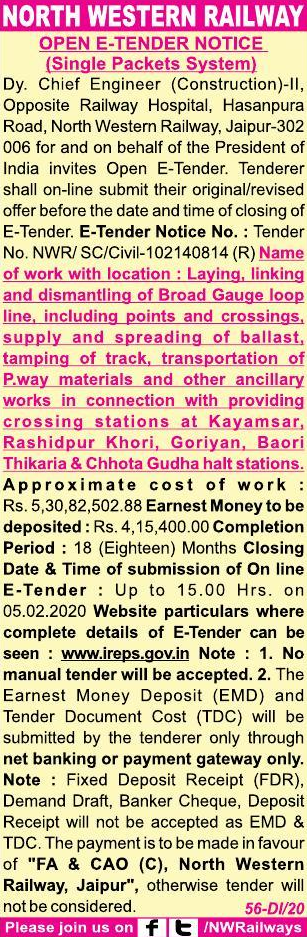 NORTH WESTERN RAILWAY
OPEN E-TENDER NOTICE
(Single Packets System)
Dy. Chief Engineer (Construction)-II,
Opposite Railway Hospital, Hasanpura
Road, North Western Railway, Jaipur-302
006 for and on behalf of the President of
India invites Open E-Tender. Tenderer
shall on-line submit their original/revised
offer before the date and time of closing of
E-Tender. E-Tender Notice No. : Tender
No. NWR/ SC/Civil-102140814 (R) Name
of work with location : Laying, linking
and dismantling of Broad Gauge loop
line, including points and crossings,
supply and spreading of ballast,
tamping of track, transportation of
P.way materials and other ancillary
works in connection with providing
crossing stations at Kayamsar,
Rashidpur Khori, Goriyan, Baori
Thikaria & Chhota Gudha halt stations.
Approximate cost of work :
Rs. 5,30,82,502.88 Earnest Money to be
deposited : Rs. 4,15,400.00 Completion
Period : 18 (Eighteen) Months Closing
Date & Time of submission of On line
E-Tender : Up to 15.00 Hrs. on
05.02.2020 Website particulars where
complete details of E-Tender can be
seen : www.ireps.gov.in Note : 1. No
manual tender will be accepted. 2. The
Earnest Money Deposit (EMD) and
Tender Document Cost (TDC) will be
submitted by the tenderer only through
net banking or payment gateway only.
Note : Fixed Deposit Receipt (FDR),
Demand Draft, Banker Cheque, Deposit
Receipt will not be accepted as EMD &
TDC. The payment is to be made in favour
of "FA & CAO (C), North Western
Railway, Jaipur", otherwise tender will
not be considered. 56-DI/20
Please join us on f t /NWRailways